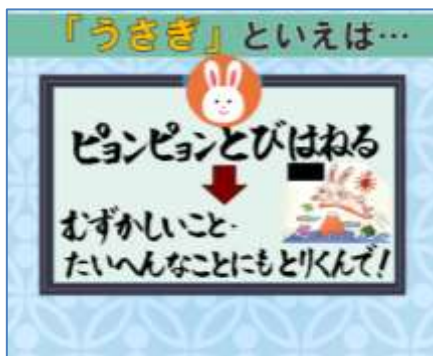 『うさぎ』といえは…
ピョンピョンとびはねる
むずかしいこと・
たいへんなことにもとりくんで！